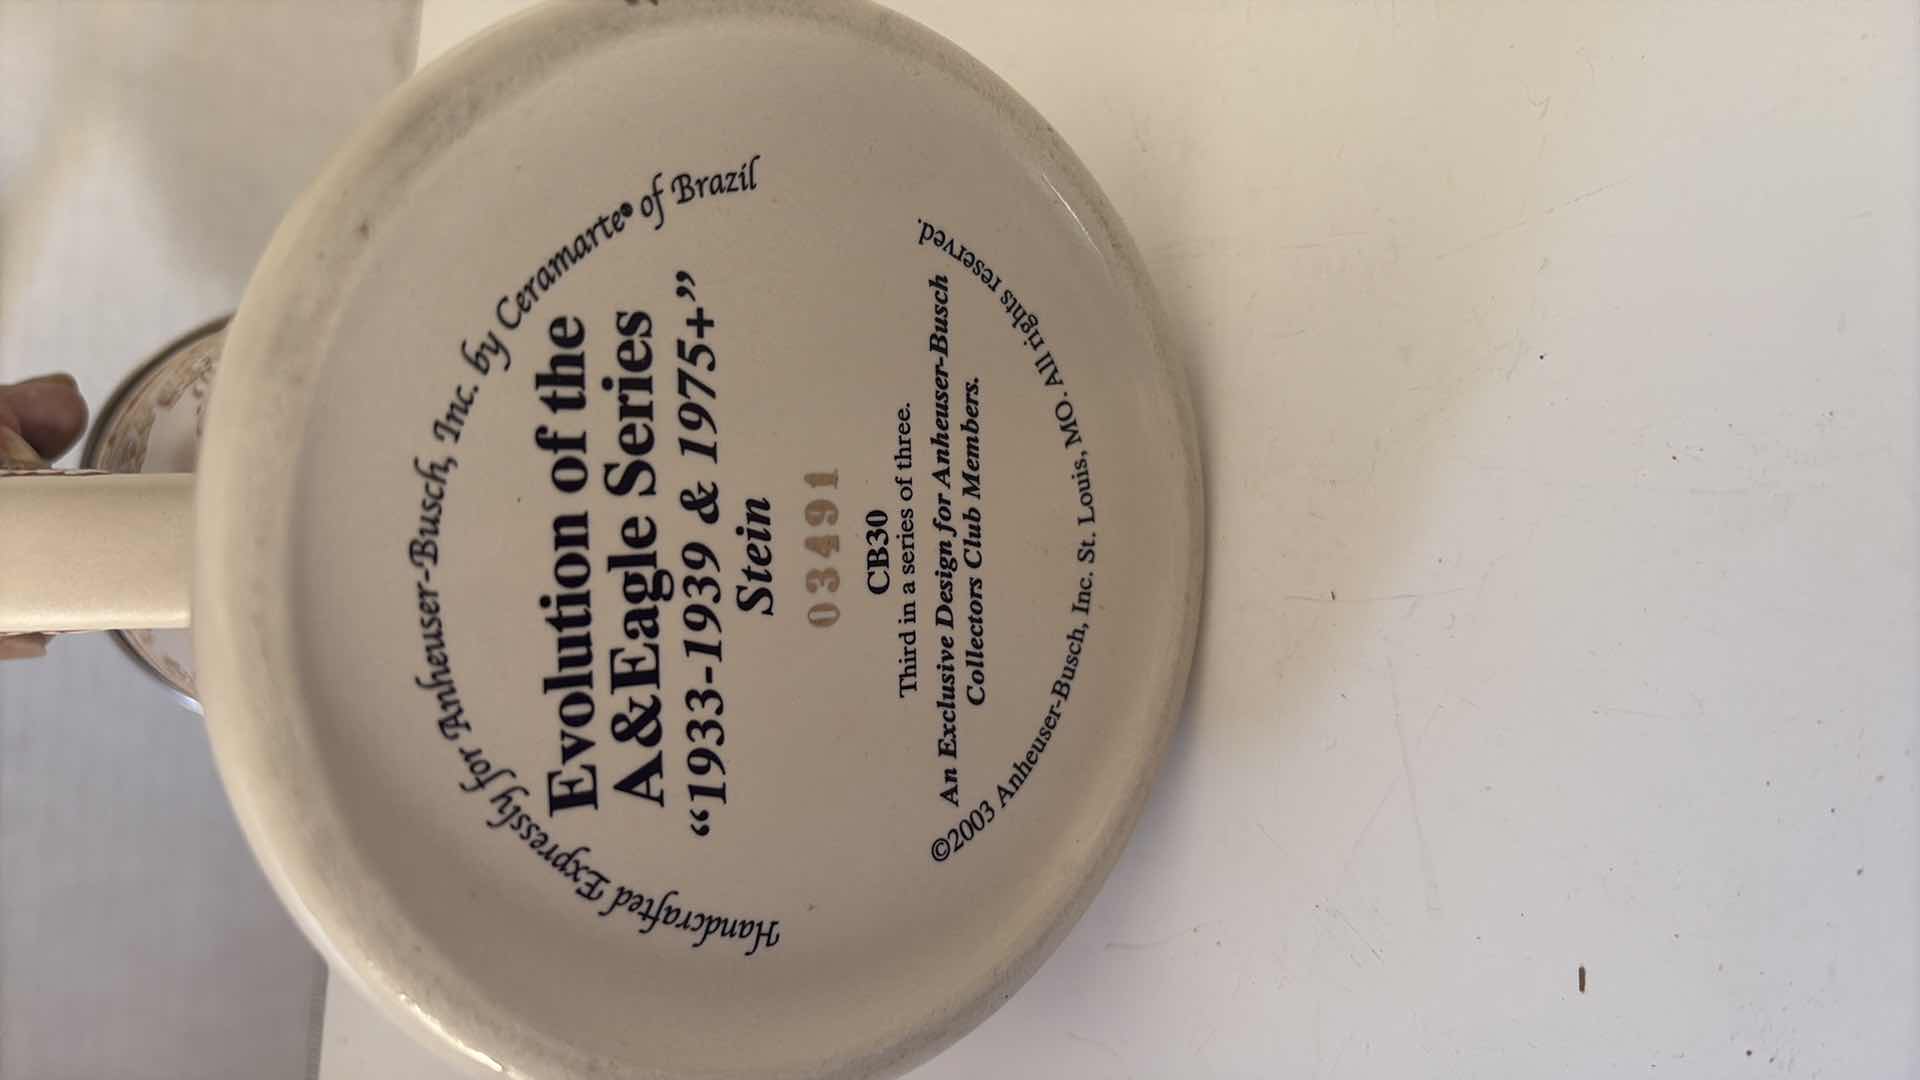 Handcrafted Expressly for Anheuser-Busch, Inc. by Ceramarte® of Brazil
Evolution of the
A&Eagle Series
“1933-1939 & 1975+”
Stein
03491
CB30
Third in a series of three.
An Exclusive Design for Anheuser-Busch
Collectors Club Members.
©2003 Anheuser-Busch, Inc. St. Louis, MO. All rights reserved.